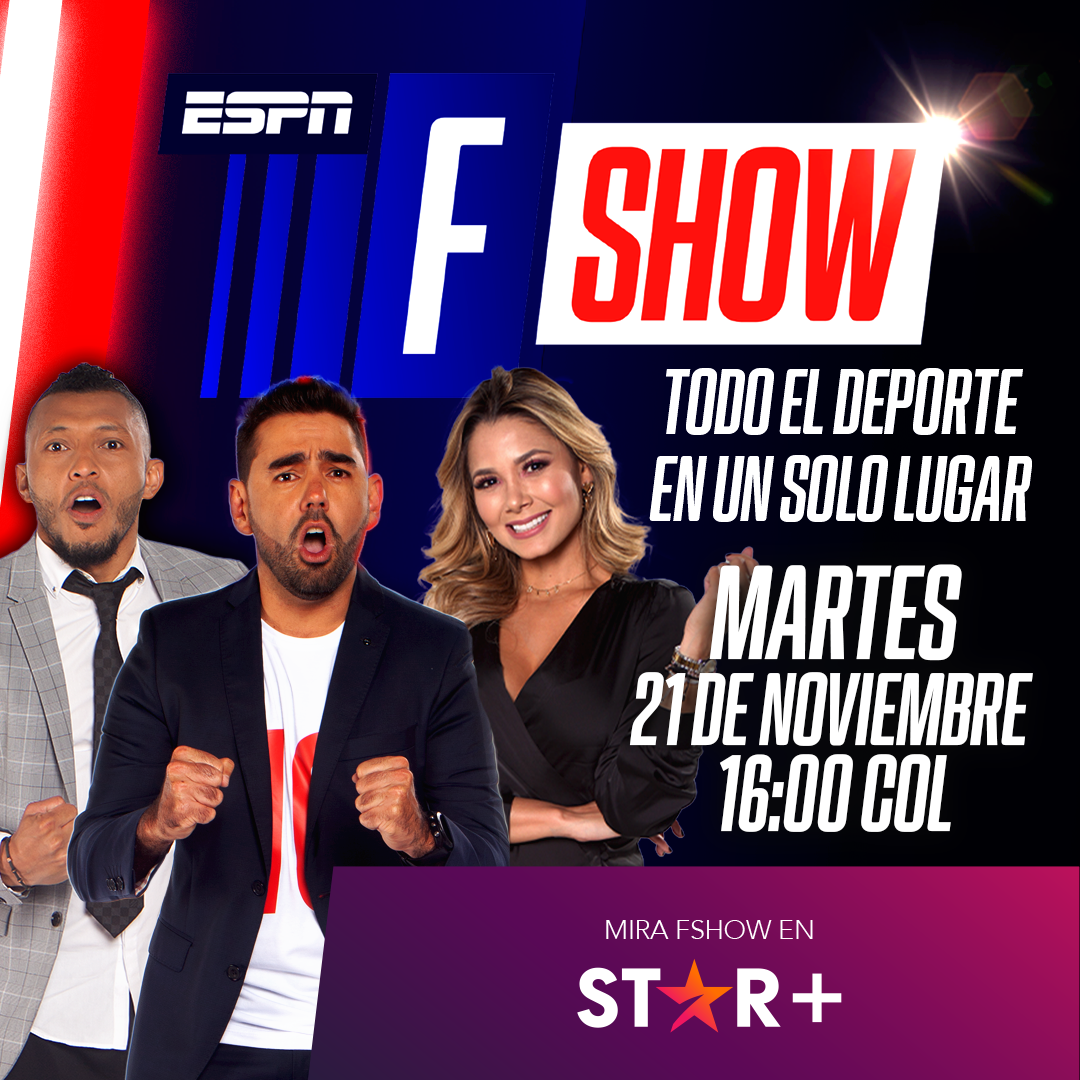 ESPN
F SHOW
TODO EL DEPORTE
EN UN SOLO LUGAR
MARTES
21 DE NOVIEMBRE
16:00 COL
10
MIRA FSHOW EN
STAR+